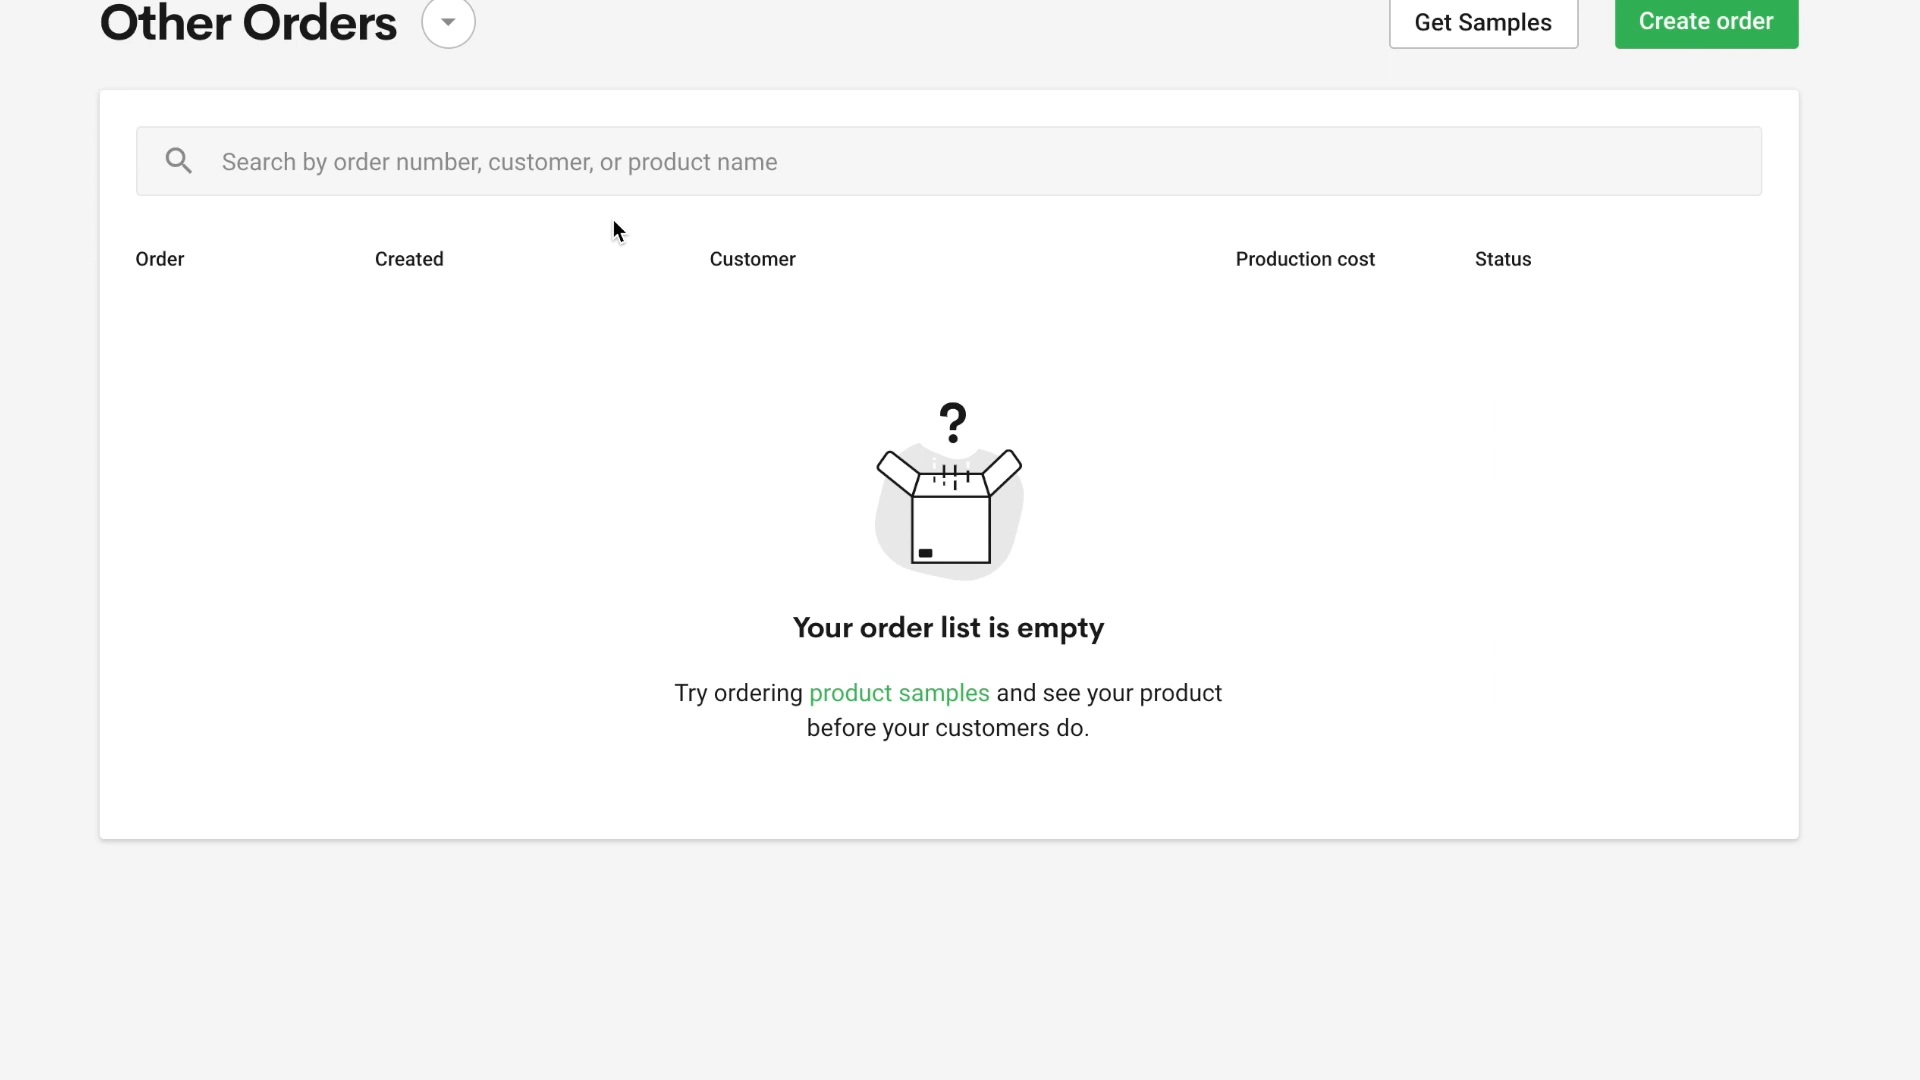 Other Orders
Get Samples
Create order
Search by order number, customer, or product name
Order
Created
Customer
Production cost
Status
?
Your order list is empty
Try ordering product samples and see your product
before your customers do.